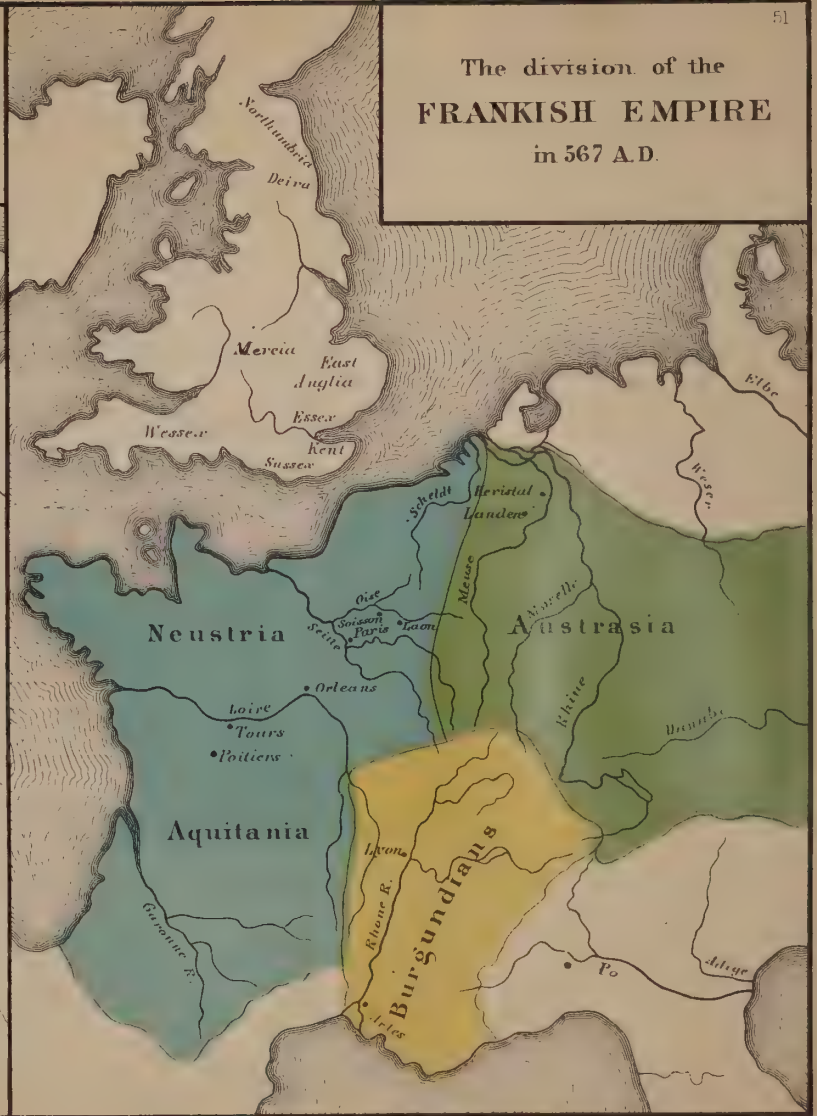 51
The division of the
FRANKISH EMPIRE
in 567 A.D.
Northumbria
Deira
Mercia
East
Anglia
Essex
Wessex
Kent
Sussex
Elbe
Weser
Scheldt
Heristal
Landen
Meuse
Moselle
Oise
Soisson
Laon
Paris
Seine
Neustria
Austrasia
Rhine
Orleans
Loire
Tours
Poitiers
Danube
Aquitania
Lyon
Rhone R.
Burgundians
Garonne R.
Arles
Po
Adige